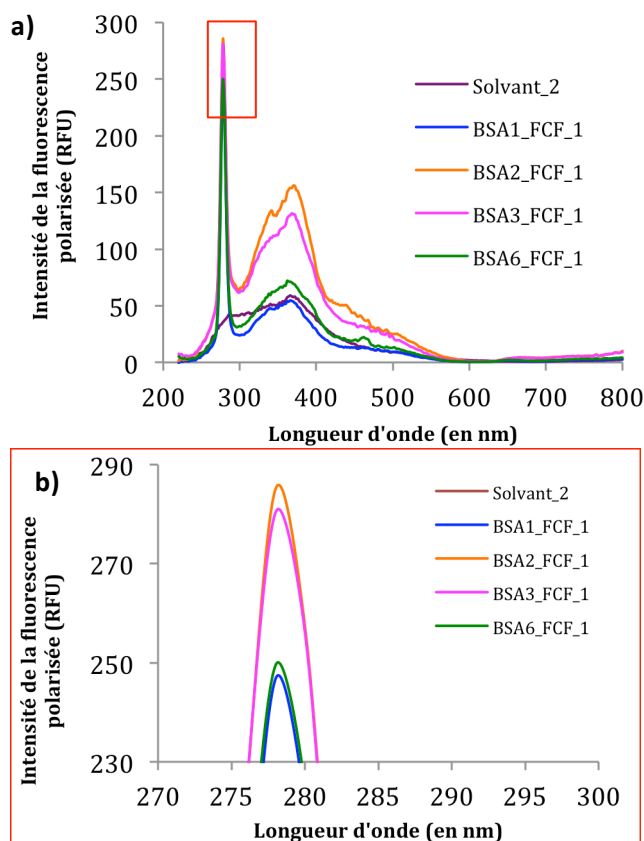 a)
Intensité de la fluorescence
polarisée (RFU)
300
250
200
150
100
50
0
200 300 400 500 600 700 800
Longueur d'onde (en nm)
Solvant_2
BSA1_FCF_1
BSA2_FCF_1
BSA3_FCF_1
BSA6_FCF_1
b)
Intensité de la fluorescence
polarisée (RFU)
290
270
250
230
270 275 280 285 290 295 300
Longueur d'onde (en nm)
Solvant_2
BSA1_FCF_1
BSA2_FCF_1
BSA3_FCF_1
BSA6_FCF_1